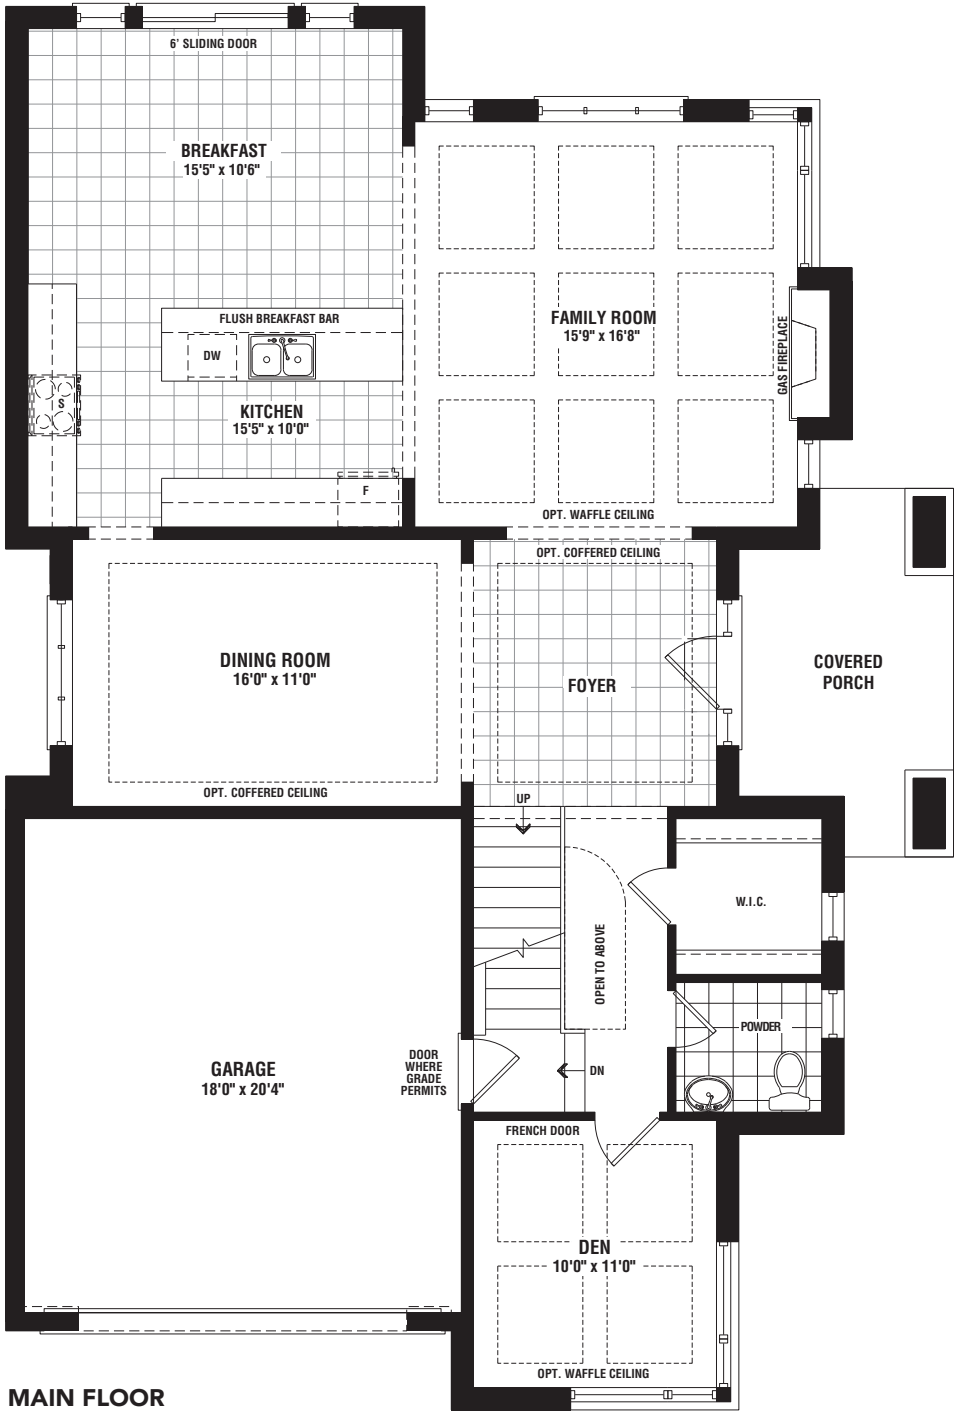 6' SLIDING DOOR
BREAKFAST
15'5" x 10'6"
FLUSH BREAKFAST BAR
DW
S
KITCHEN
15'5" x 10'0"
F
FAMILY ROOM
15'9" x 16'8"
GAS FIREPLACE
OPT. WAFFLE CEILING
OPT. COFFERED CEILING
DINING ROOM
16'0" x 11'0"
OPT. COFFERED CEILING
FOYER
COVERED
PORCH
UP
W.I.C.
OPEN TO ABOVE
POWDER
GARAGE
18'0" x 20'4"
DOOR
WHERE
GRADE
PERMITS
DN
FRENCH DOOR
DEN
10'0" x 11'0"
OPT. WAFFLE CEILING
MAIN FLOOR